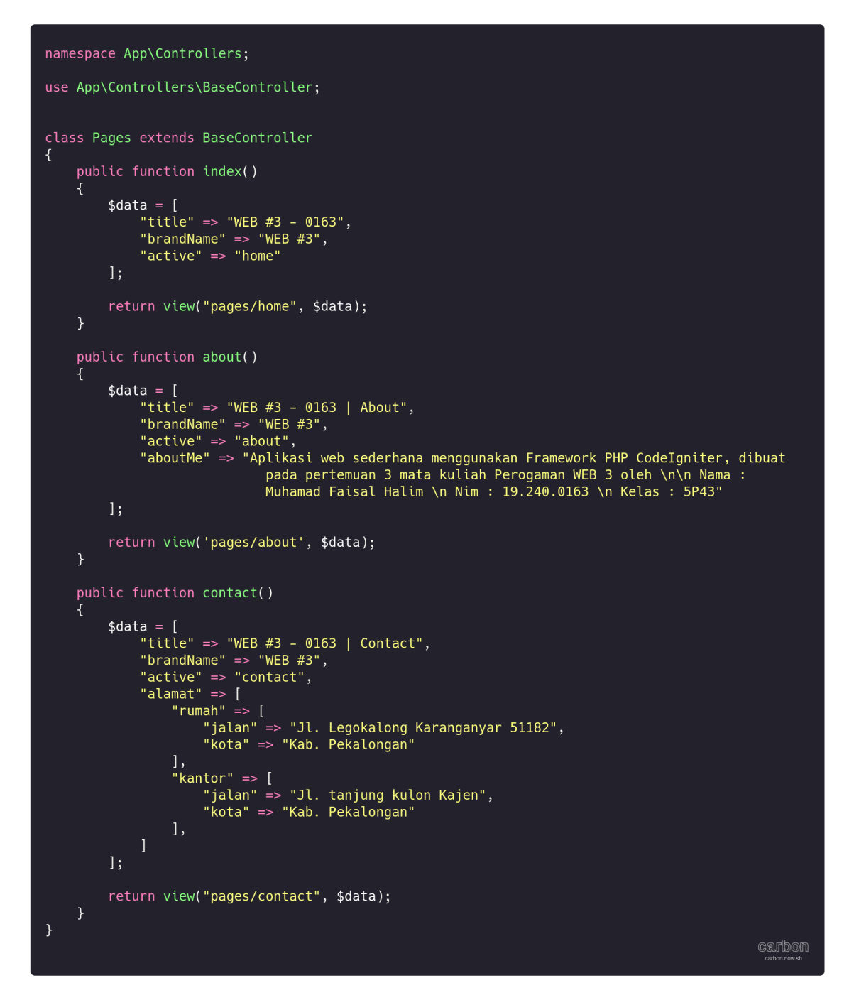 namespace App\Controllers;

use App\Controllers\BaseController;


class Pages extends BaseController
{
    public function index()
    {
        $data = [
            "title" => "WEB #3 - 0163",
            "brandName" => "WEB #3",
            "active" => "home"
        ];

        return view("pages/home", $data);
    }

    public function about()
    {
        $data = [
            "title" => "WEB #3 - 0163 | About",
            "brandName" => "WEB #3",
            "active" => "about",
            "aboutMe" => "Aplikasi web sederhana menggunakan Framework PHP CodeIgniter, dibuat
                            pada pertemuan 3 mata kuliah Perogaman WEB 3 oleh \n\n Nama :
                            Muhamad Faisal Halim \n Nim : 19.240.0163 \n Kelas : 5P43"
        ];

        return view('pages/about', $data);
    }

    public function contact()
    {
        $data = [
            "title" => "WEB #3 - 0163 | Contact",
            "brandName" => "WEB #3",
            "active" => "contact",
            "alamat" => [
                "rumah" => [
                    "jalan" => "Jl. Legokalong Karanganyar 51182",
                    "kota" => "Kab. Pekalongan"
                ],
                "kantor" => [
                    "jalan" => "Jl. tanjung kulon Kajen",
                    "kota" => "Kab. Pekalongan"
                ],
            ]
        ];

        return view("pages/contact", $data);
    }
}
carbon
carbon.now.sh